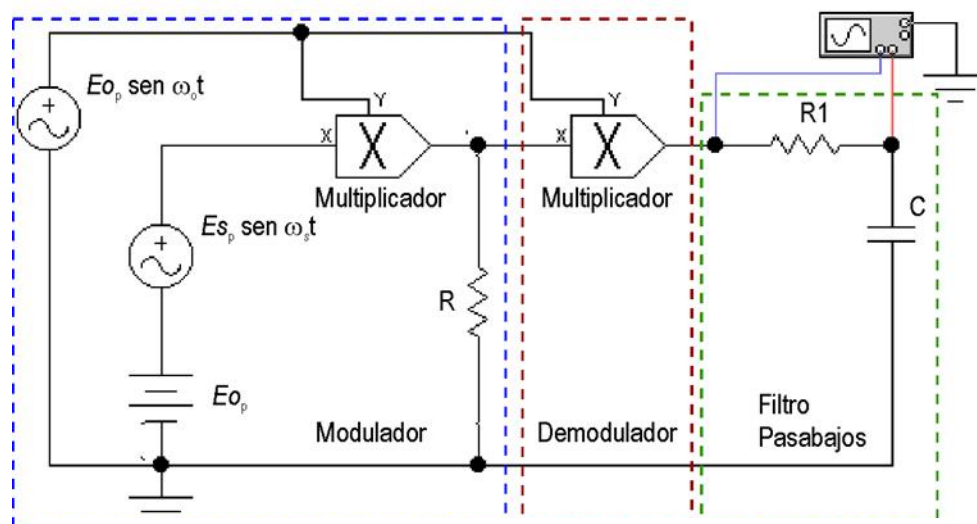 Eoₚ sen ωₒt
Y
X
Multiplicador
Y
X
Multiplicador
R1
C
Esₚ sen ωₛt
R
Eoₚ
Modulador
Demodulador
Filtro
Pasabajos